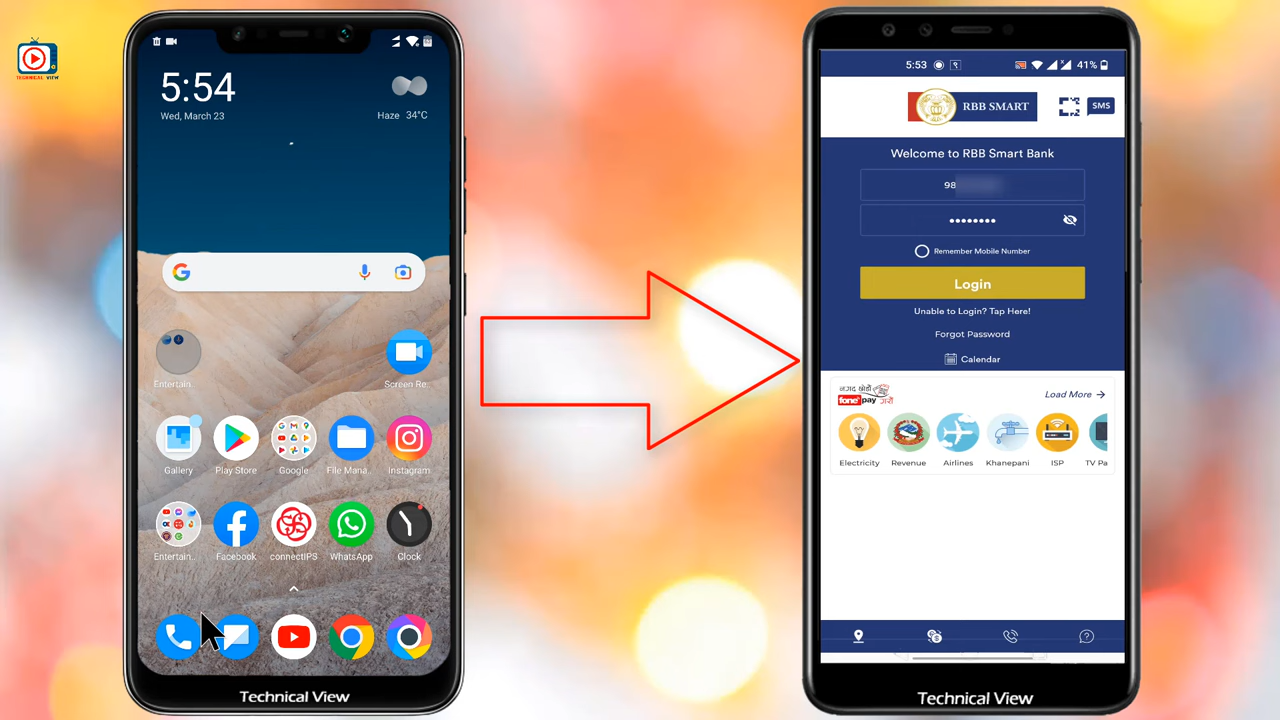 TECHNICAL VIEW
5:54
Wed, March 23
Haze 34°C
Entertain..
Screen Re..
Gallery
Play Store
Google
File Mana..
Instagram
Entertain..
Facebook
connectIPS
WhatsApp
Clock
Technical View
5:53
41%
RBB SMART
SMS
Welcome to RBB Smart Bank
98
••••••••
Remember Mobile Number
Login
Unable to Login? Tap Here!
Forgot Password
Calendar
fonepay
Load More →
Electricity
Revenue
Airlines
Khanepani
ISP
TV Pa
Technical View